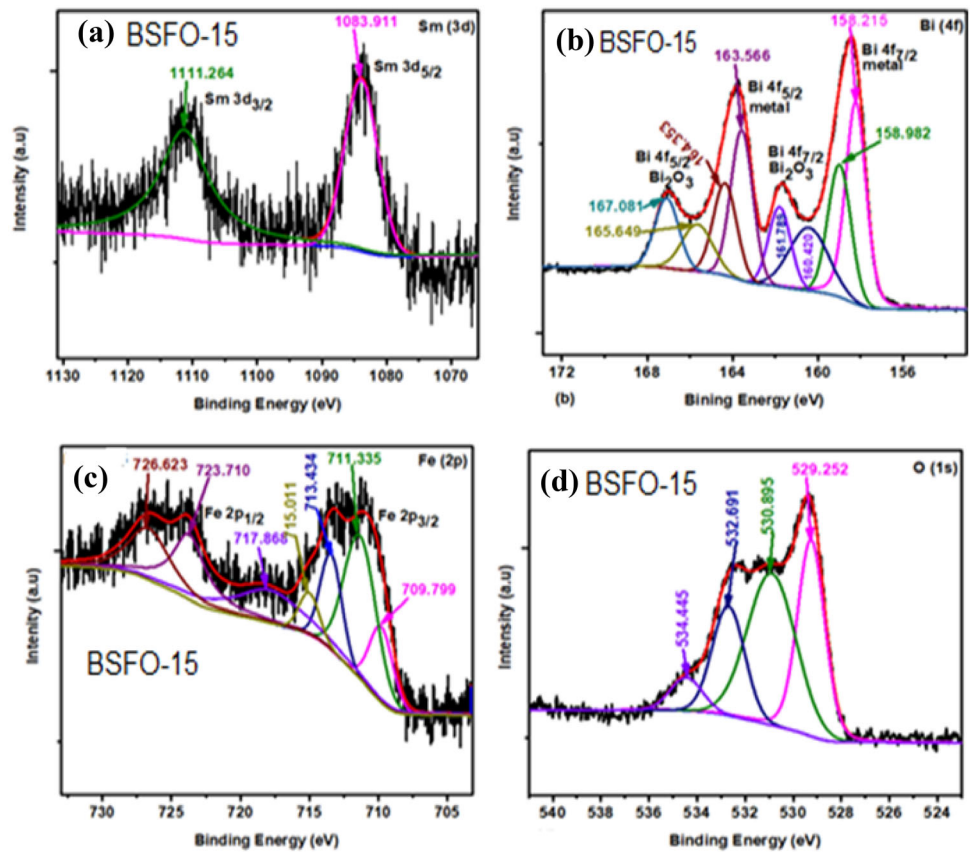 (a) BSFO-15
Sm (3d)
1083.911
1111.264
Sm 3d5/2
Sm 3d3/2
Intensity (a.u)
1130 1120 1110 1090 1080 1070
Binding Energy (eV)
(b) BSFO-15
158.215
Bi (4f)
163.566
Bi 4f7/2
metal
Bi 4f5/2
metal
164.353
158.982
Bi 4f5/2
Bi2O3
Bi 4f7/2
Bi2O3
167.081
165.649
161.785
160.420
Intensity (a.u)
172 168 164 160 156
(b)
Bining Energy (eV)
(c)
726.623
723.710
715.011
713.434
711.335
Fe (2p)
Fe 2p1/2
Fe 2p3/2
717.868
709.799
BSFO-15
Intenity (a.u)
730 725 720 715 710 705
Binding Energy (eV)
(d) BSFO-15
529.252
O (1s)
532.691
530.895
534.445
Intensity (a.u)
540 538 536 534 532 530 528 526 524
Binding Energy (eV)